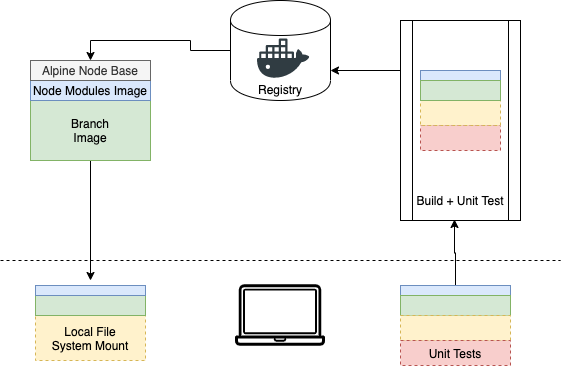 Registry
Alpine Node Base
Node Modules Image
Branch
Image
Build + Unit Test
Local File
System Mount
Unit Tests